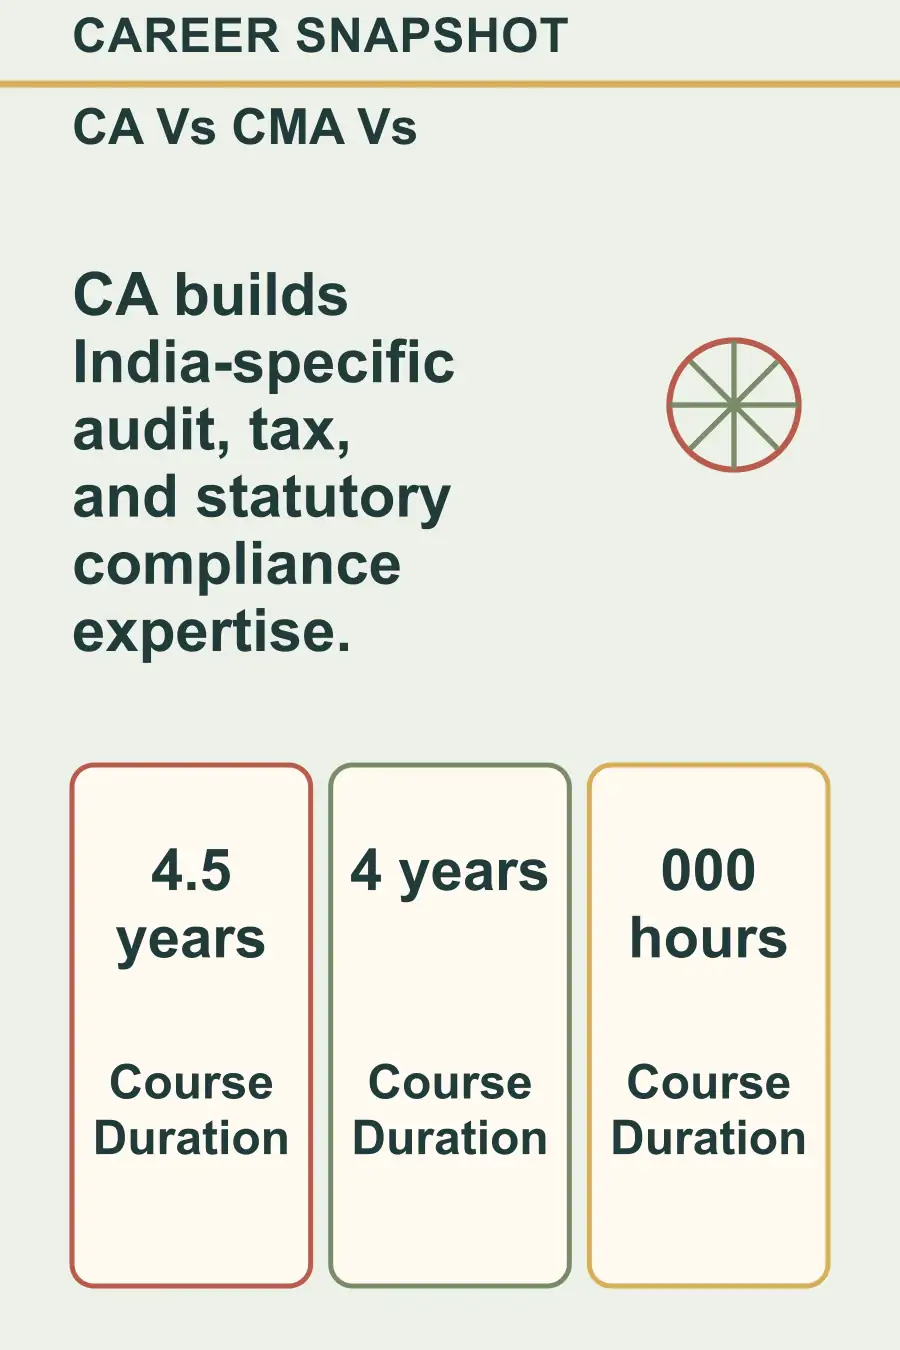 CAREER SNAPSHOT
CA Vs CMA Vs
CA builds
India-specific
audit, tax,
and statutory
compliance
expertise.
4.5
years
Course
Duration
4 years
Course
Duration
000
hours
Course
Duration